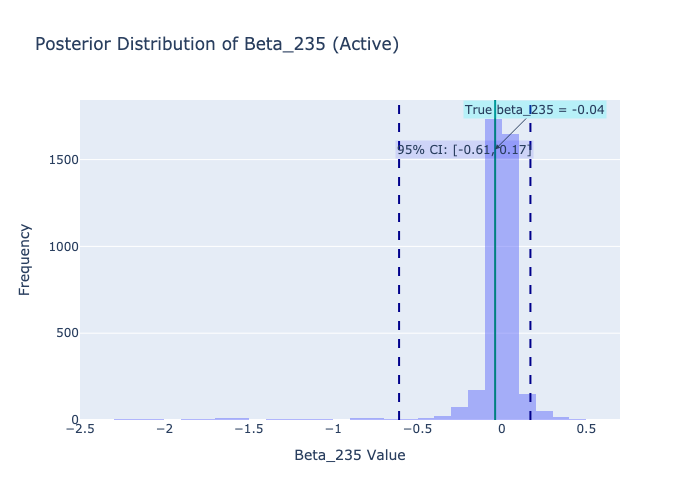 Posterior Distribution of Beta_235 (Active)
True beta_235 = -0.04
95% CI: [-0.61, 0.17]
1500
1000
500
0
Frequency
−2.5
−2
−1.5
−1
−0.5
0
0.5
Beta_235 Value